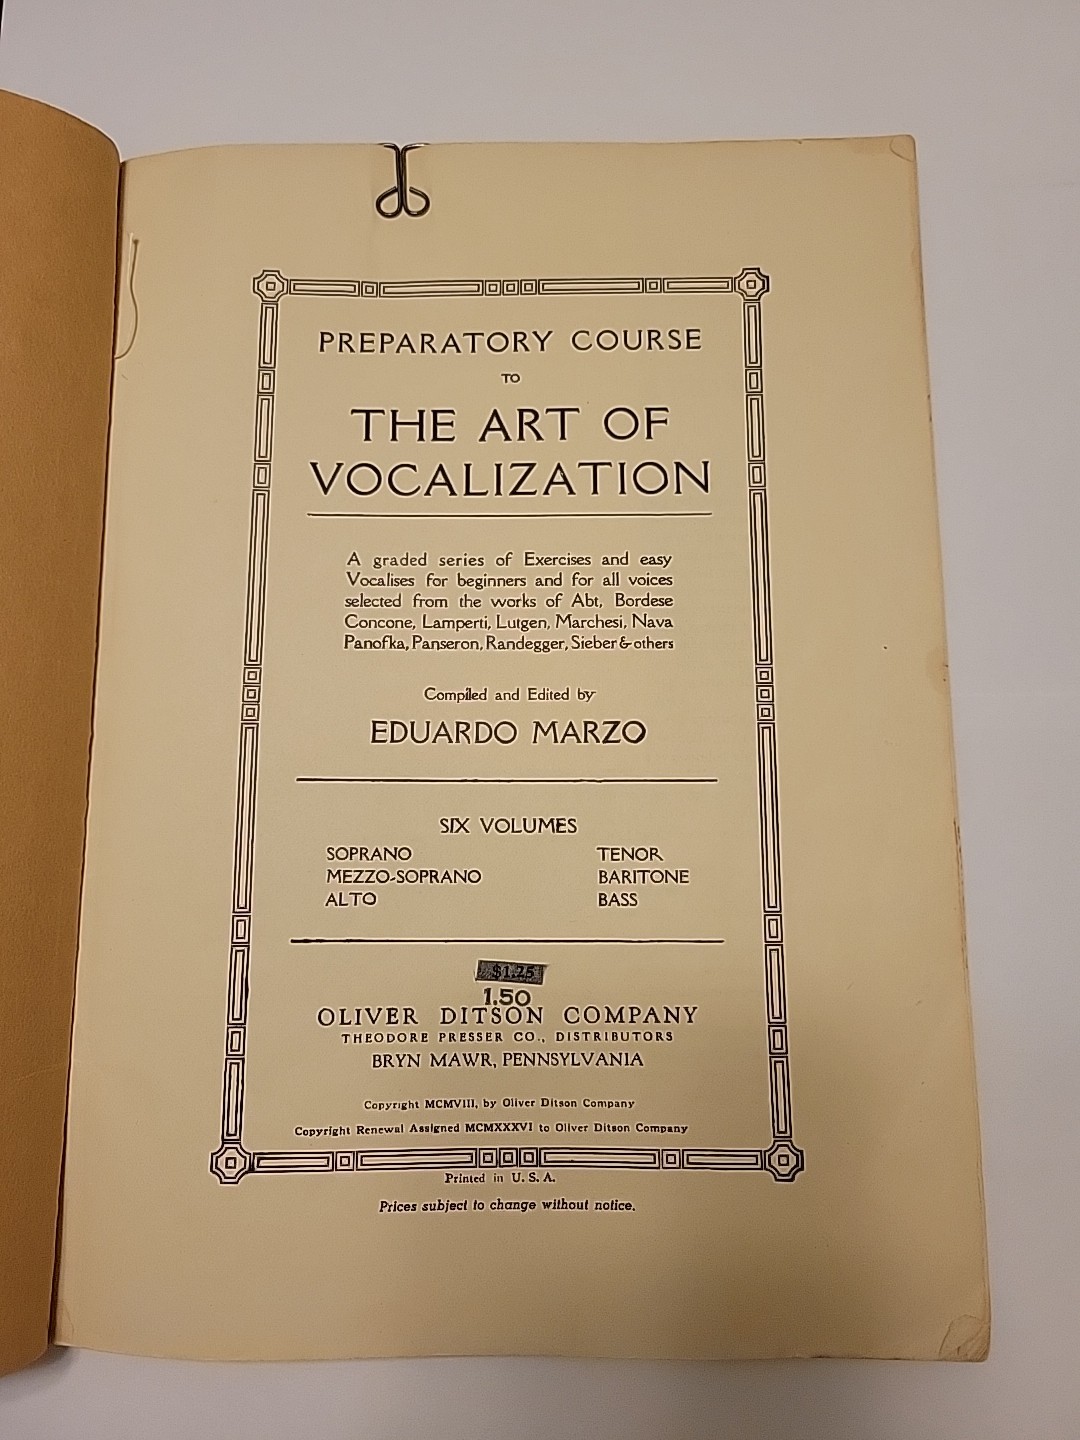 PREPARATORY COURSE
TO
THE ART OF
VOCALIZATION
A graded series of Exercises and easy
Vocalises for beginners and for all voices
selected from the works of Abt, Bordese
Concone, Lamperti, Lutgen, Marchesi, Nava
Panofka, Panseron, Randegger, Sieber & others
Compiled and Edited by
EDUARDO MARZO
SIX VOLUMES
SOPRANO TENOR
MEZZO-SOPRANO BARITONE
ALTO BASS
$1.25
1.50
OLIVER DITSON COMPANY
THEODORE PRESSER CO., DISTRIBUTORS
BRYN MAWR, PENNSYLVANIA
Copyright MCMVIII, by Oliver Ditson Company
Copyright Renewal Assigned MCMXXXVI to Oliver Ditson Company
Printed in U. S. A.
Prices subject to change without notice.